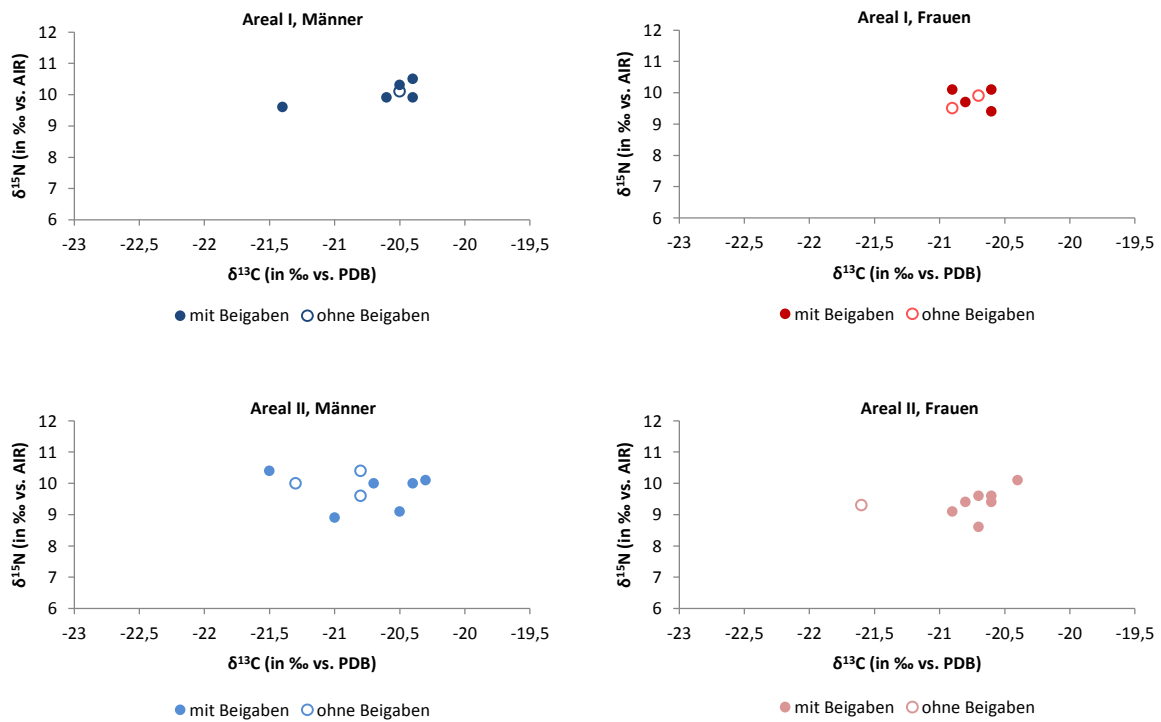 Areal I, Männer
12
11
10
9
8
7
6
δ¹⁵N (in ‰ vs. AIR)
-23 -22,5 -22 -21,5 -21 -20,5 -20 -19,5
δ¹³C (in ‰ vs. PDB)
mit Beigaben ohne Beigaben
Areal I, Frauen
12
11
10
9
8
7
6
δ¹⁵N (in ‰ vs. AIR)
-23 -22,5 -22 -21,5 -21 -20,5 -20 -19,5
δ¹³C (in ‰ vs. PDB)
mit Beigaben ohne Beigaben
Areal II, Männer
12
11
10
9
8
7
6
δ¹⁵N (in ‰ vs. AIR)
-23 -22,5 -22 -21,5 -21 -20,5 -20 -19,5
δ¹³C (in ‰ vs. PDB)
mit Beigaben ohne Beigaben
Areal II, Frauen
12
11
10
9
8
7
6
δ¹⁵N (in ‰ vs. AIR)
-23 -22,5 -22 -21,5 -21 -20,5 -20 -19,5
δ¹³C (in ‰ vs. PDB)
mit Beigaben ohne Beigaben